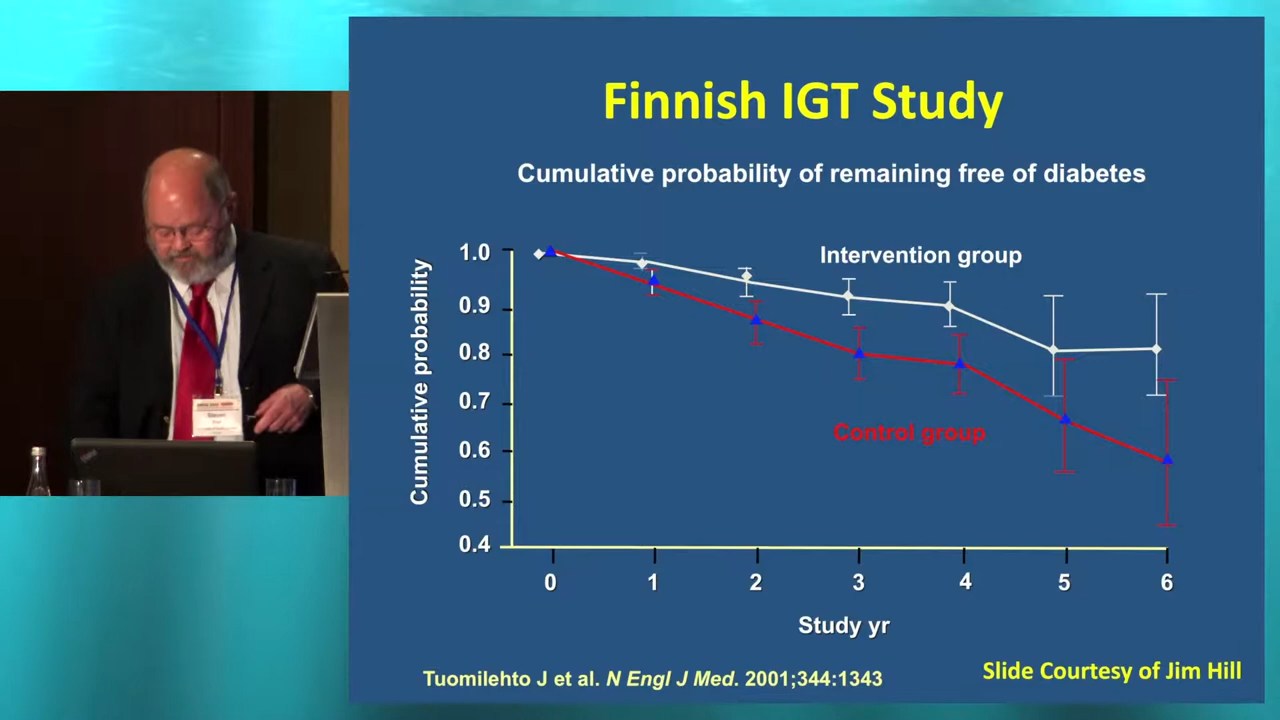 Finnish IGT Study
Cumulative probability of remaining free of diabetes
Cumulative probability
1.0
0.9
0.8
0.7
0.6
0.5
0.4
Intervention group
Control group
0 1 2 3 4 5 6
Study yr
Tuomilehto J et al. N Engl J Med. 2001;344:1343
Slide Courtesy of Jim Hill
Steven